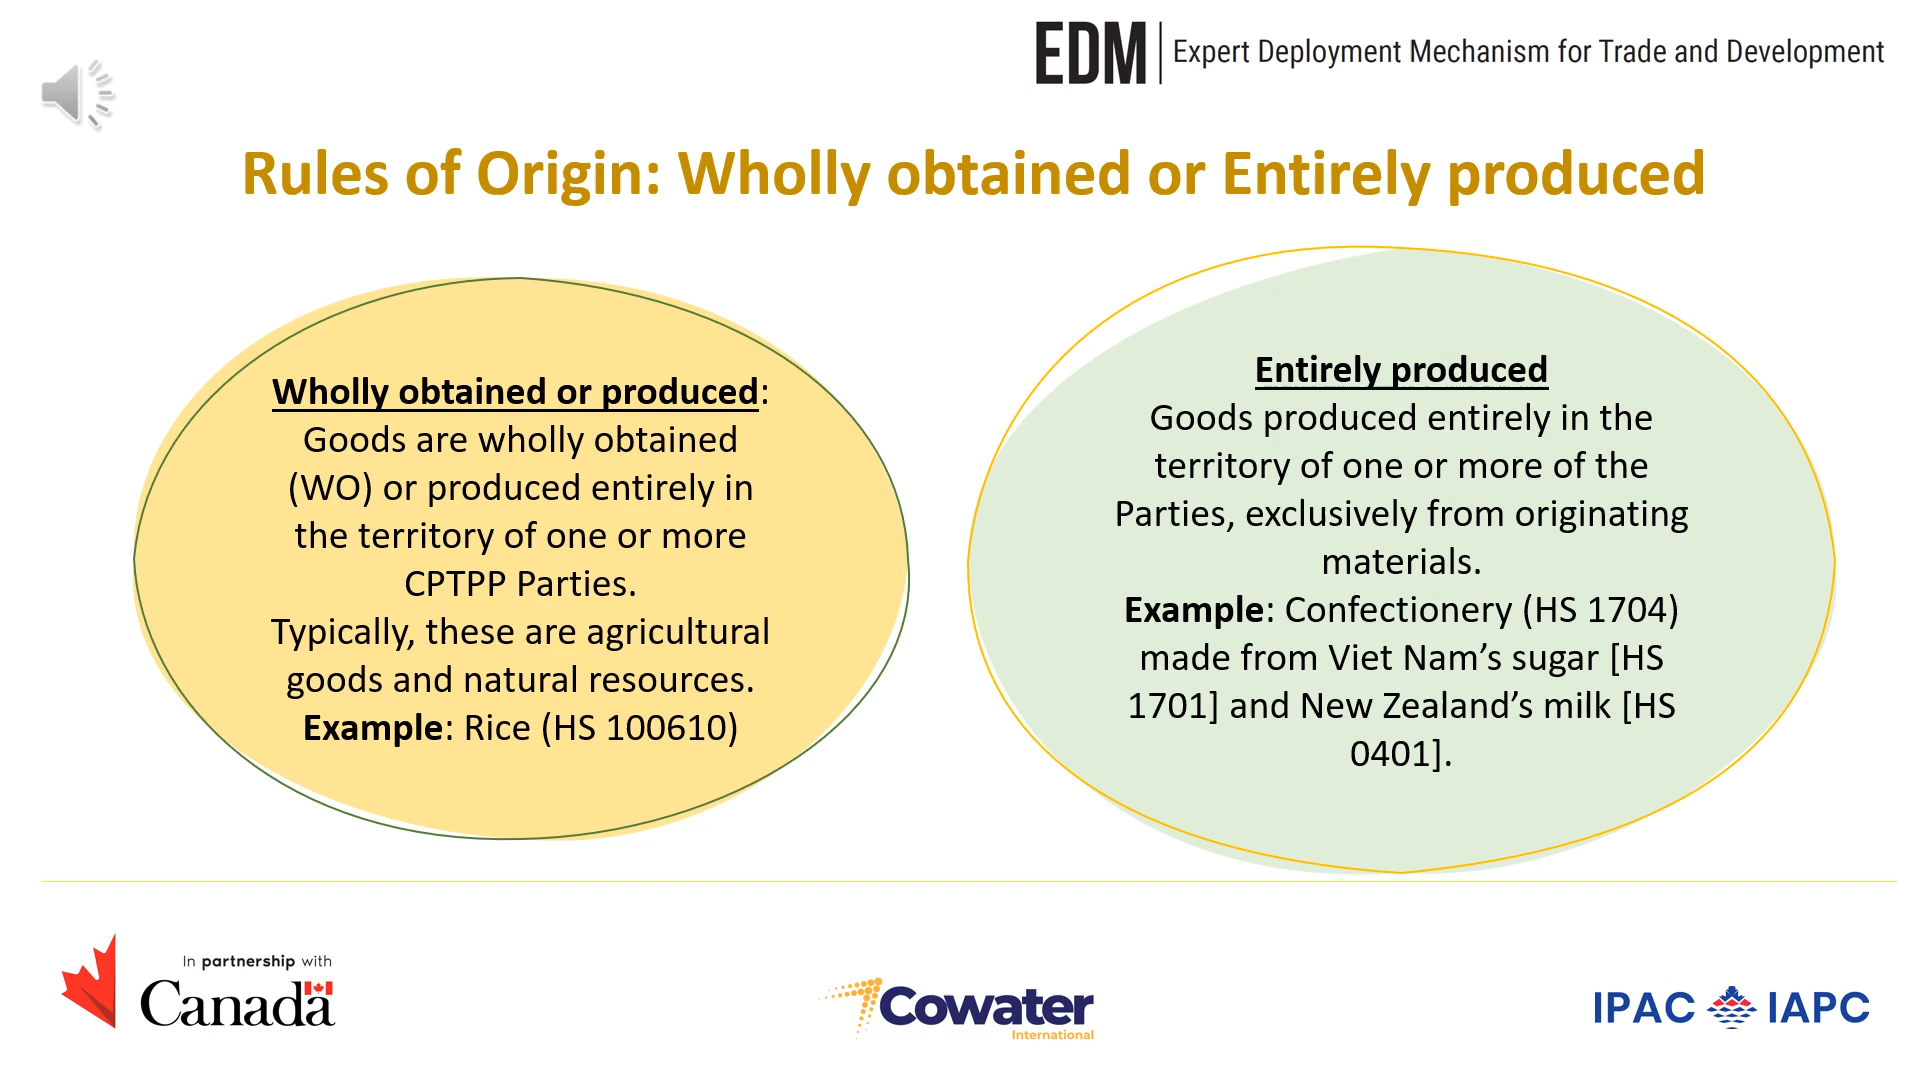 EDM Expert Deployment Mechanism for Trade and Development
Rules of Origin: Wholly obtained or Entirely produced
Wholly obtained or produced:
Goods are wholly obtained
(WO) or produced entirely in
the territory of one or more
CPTPP Parties.
Typically, these are agricultural
goods and natural resources.
Example: Rice (HS 100610)
Entirely produced
Goods produced entirely in the
territory of one or more of the
Parties, exclusively from originating
materials.
Example: Confectionery (HS 1704)
made from Viet Nam’s sugar [HS
1701] and New Zealand’s milk [HS
0401].
In partnership with
Canada
Cowater
International
IPAC IAPC